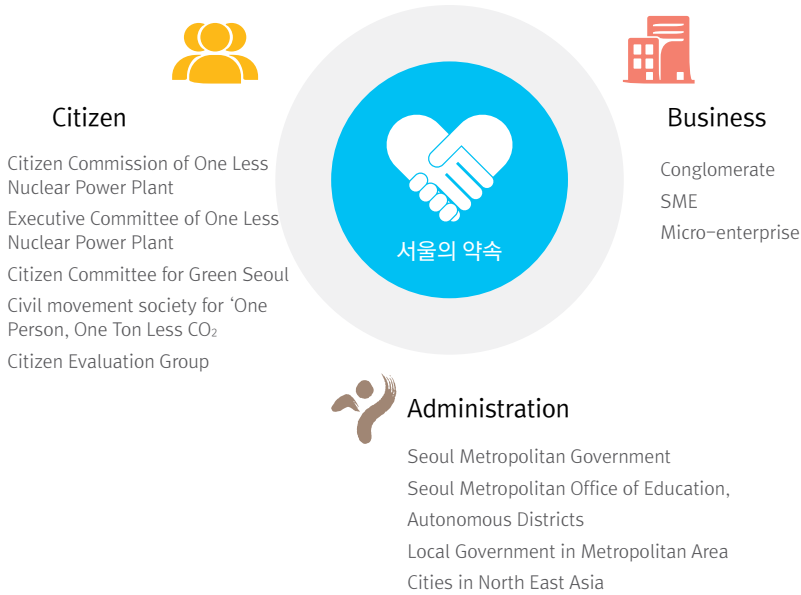 Citizen
Citizen Commission of One Less
Nuclear Power Plant
Executive Committee of One Less
Nuclear Power Plant
Citizen Committee for Green Seoul
Civil movement society for ‘One
Person, One Ton Less CO₂
Citizen Evaluation Group
서울의 약속
Business
Conglomerate
SME
Micro-enterprise
Administration
Seoul Metropolitan Government
Seoul Metropolitan Office of Education,
Autonomous Districts
Local Government in Metropolitan Area
Cities in North East Asia